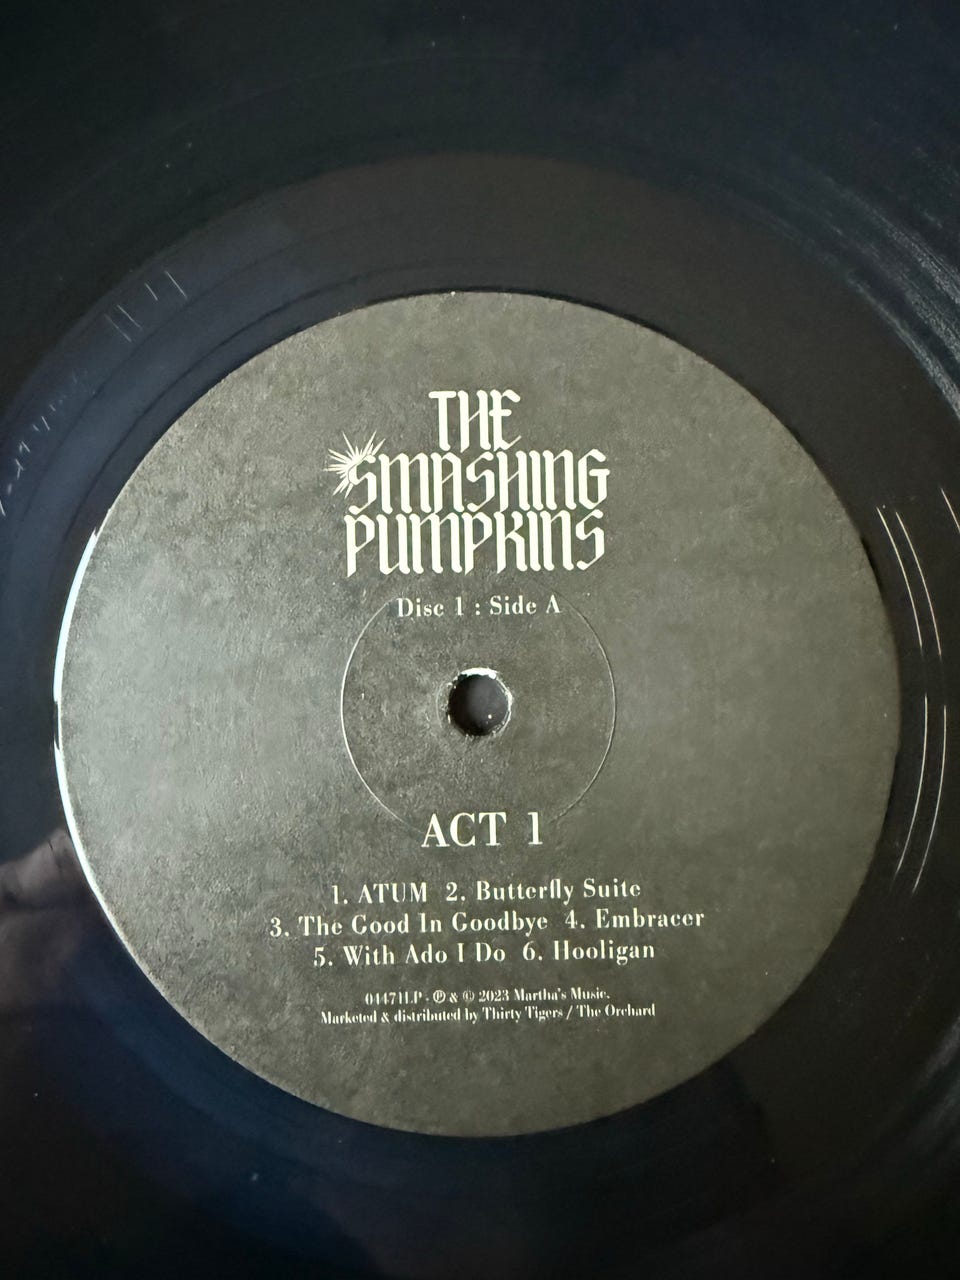 THE
SMASHING
PUMPKINS
Disc 1 : Side A
ACT 1
1. ATUM 2. Butterfly Suite
3. The Good In Goodbye 4. Embracer
5. With Ado I Do 6. Hooligan
04471LP - ℗ & © 2023 Martha's Music.
Marketed & distributed by Thirty Tigers / The Orchard